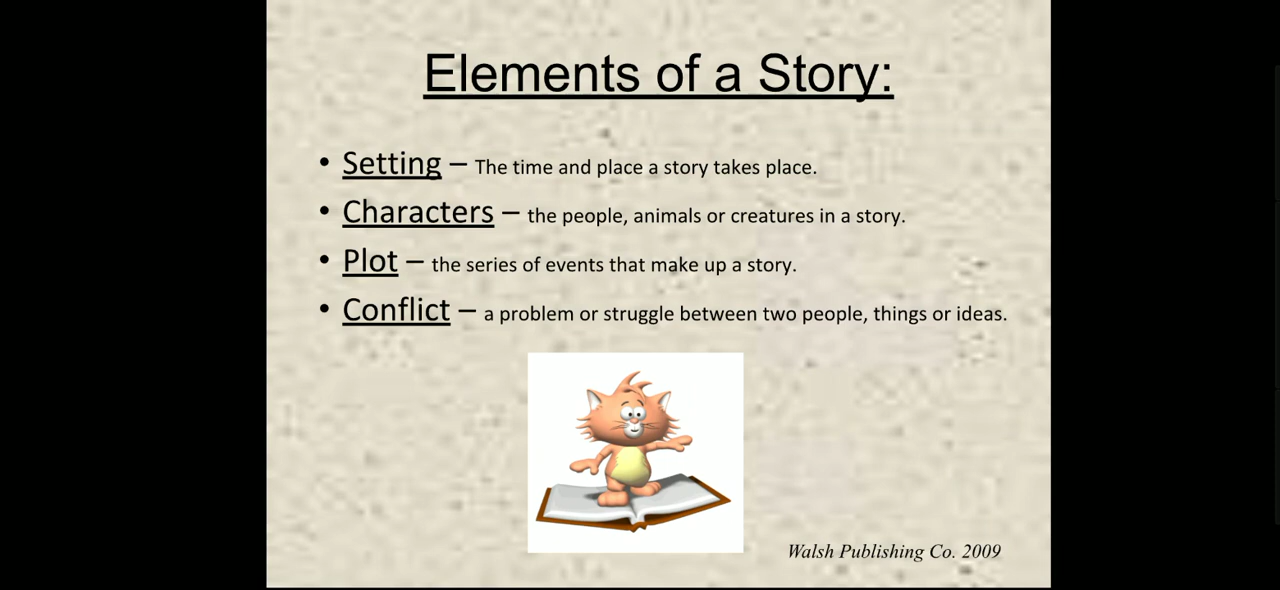 Elements of a Story:
• Setting – The time and place a story takes place.
• Characters – the people, animals or creatures in a story.
• Plot – the series of events that make up a story.
• Conflict – a problem or struggle between two people, things or ideas.
Walsh Publishing Co. 2009